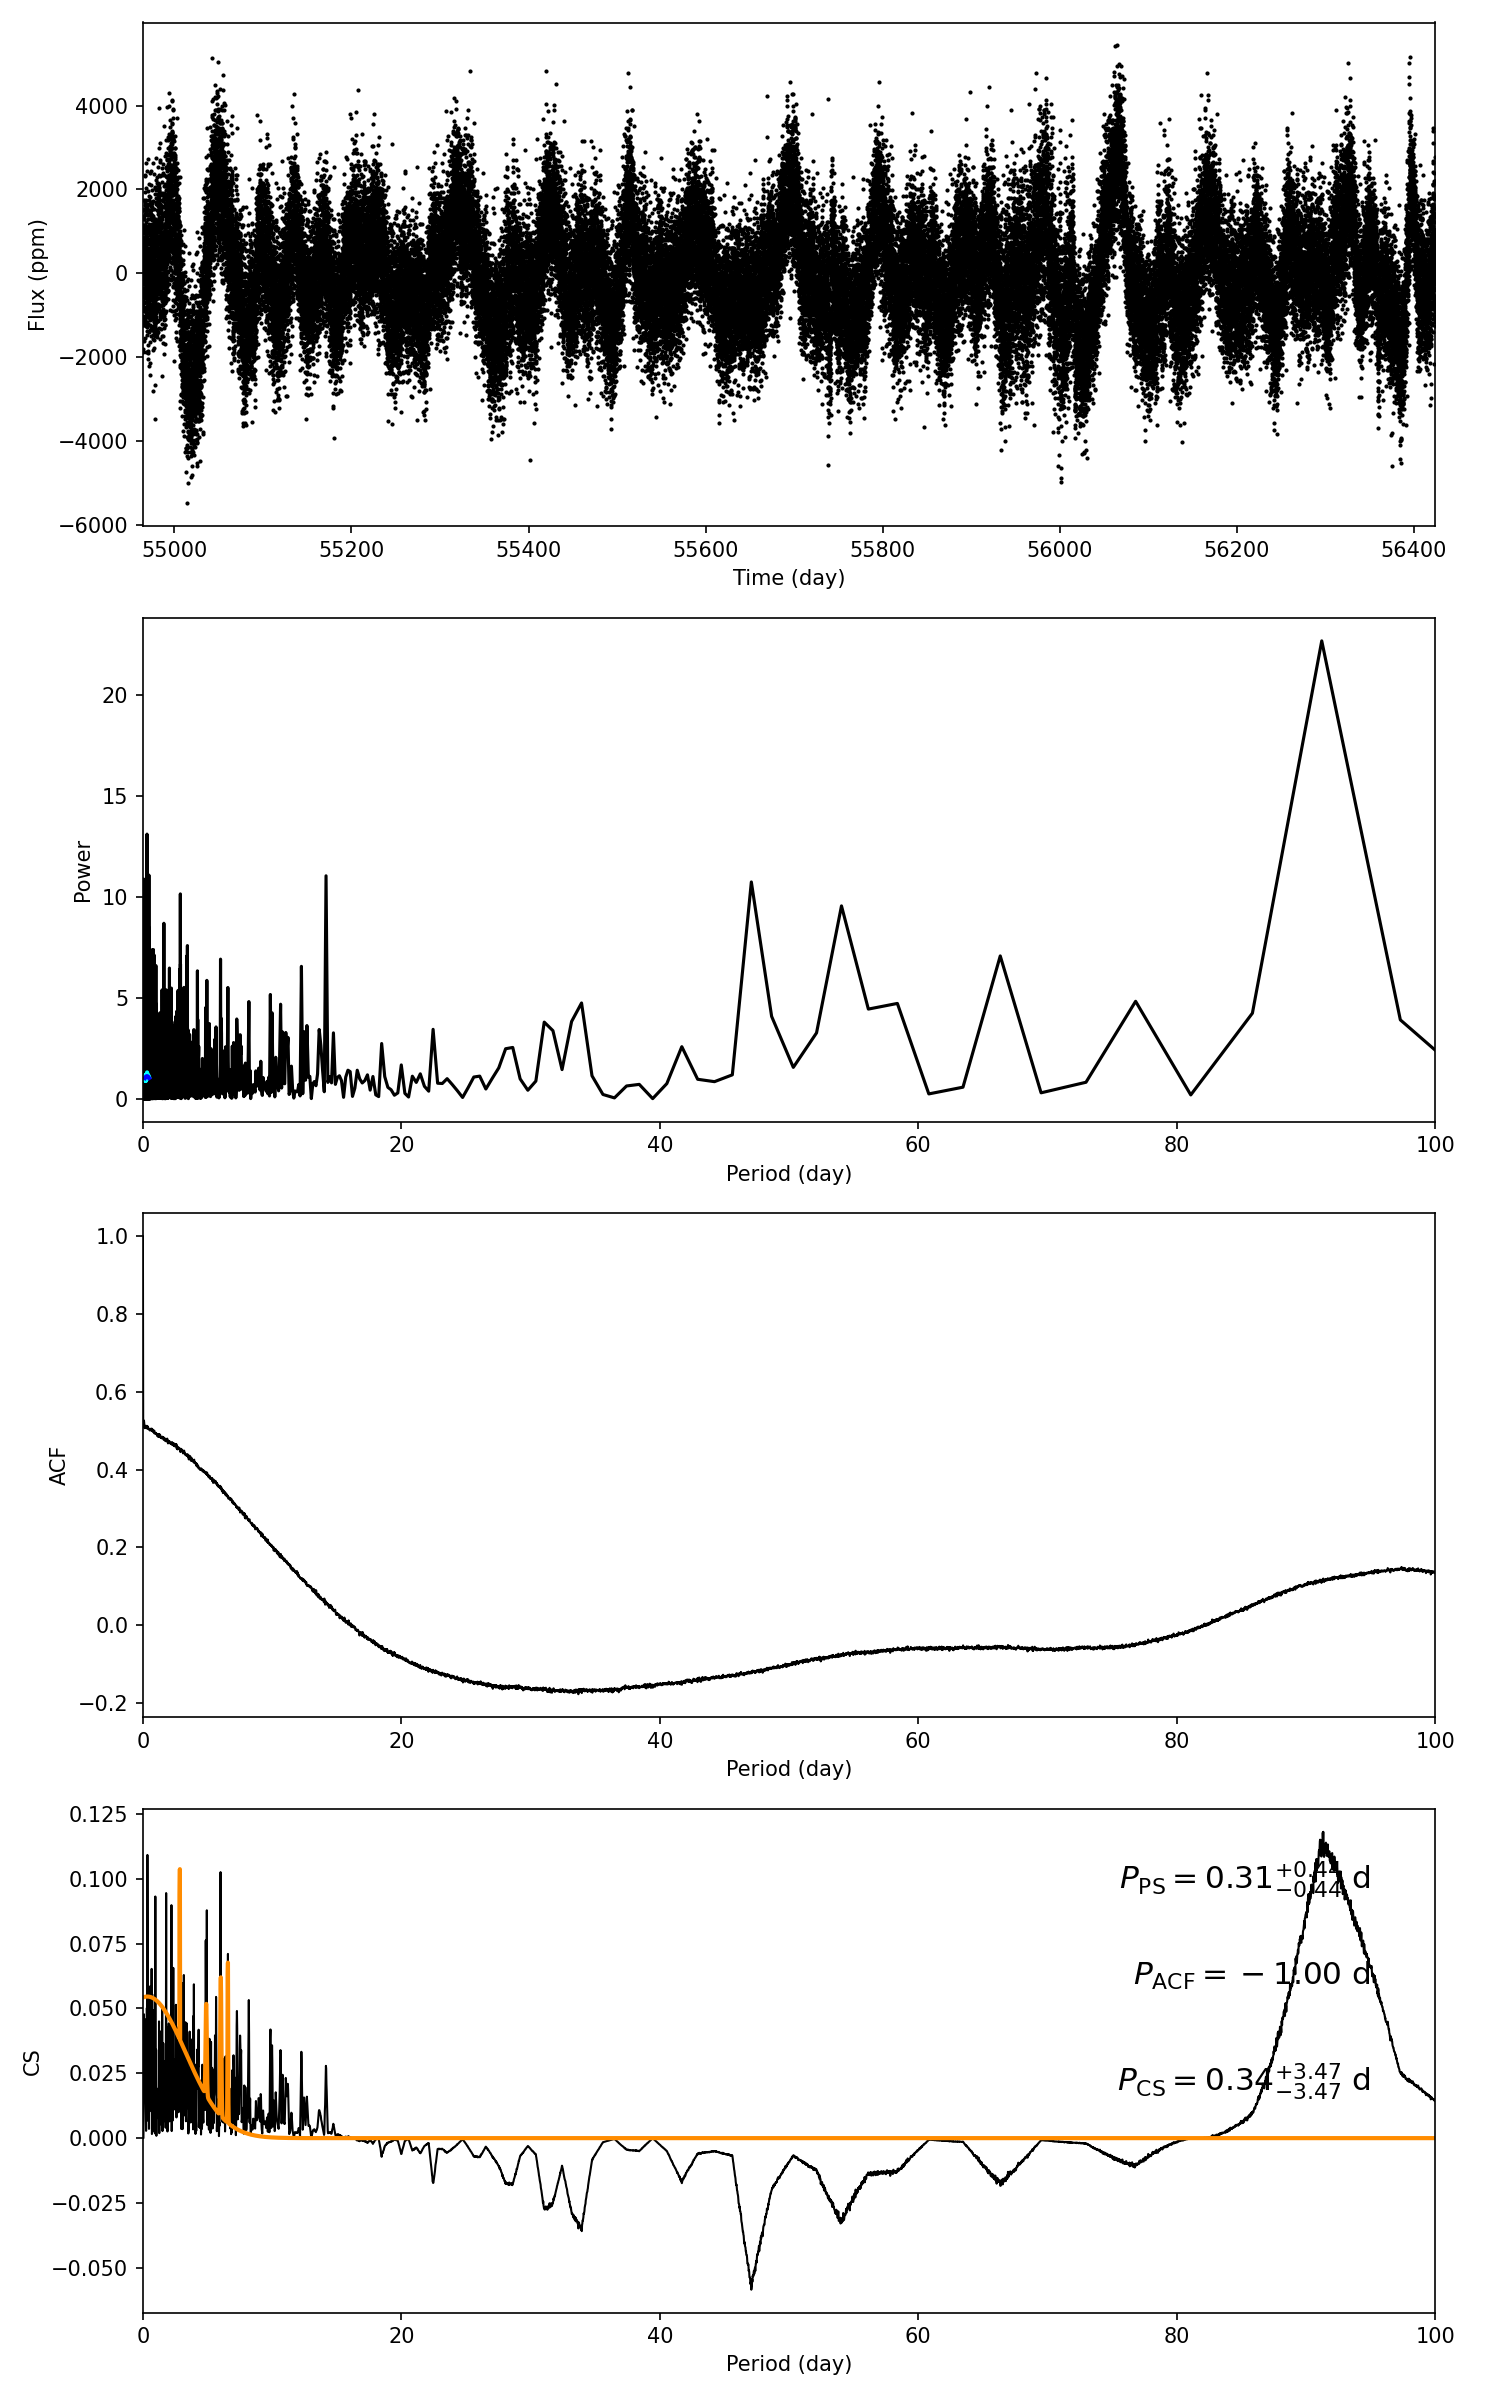 4000
2000
0
−2000
−4000
−6000
Flux (ppm)
55000 55200 55400 55600 55800 56000 56200 56400
Time (day)
20
15
10
5
0
Power
0 20 40 60 80 100
Period (day)
1.0
0.8
0.6
0.4
0.2
0.0
−0.2
ACF
0 20 40 60 80 100
Period (day)
0.125
0.100
0.075
0.050
0.025
0.000
−0.025
−0.050
CS
P_PS = 0.31 +0.44 −0.44 d
P_ACF = −1.00 d
P_CS = 0.34 +3.47 −3.47 d
0 20 40 60 80 100
Period (day)